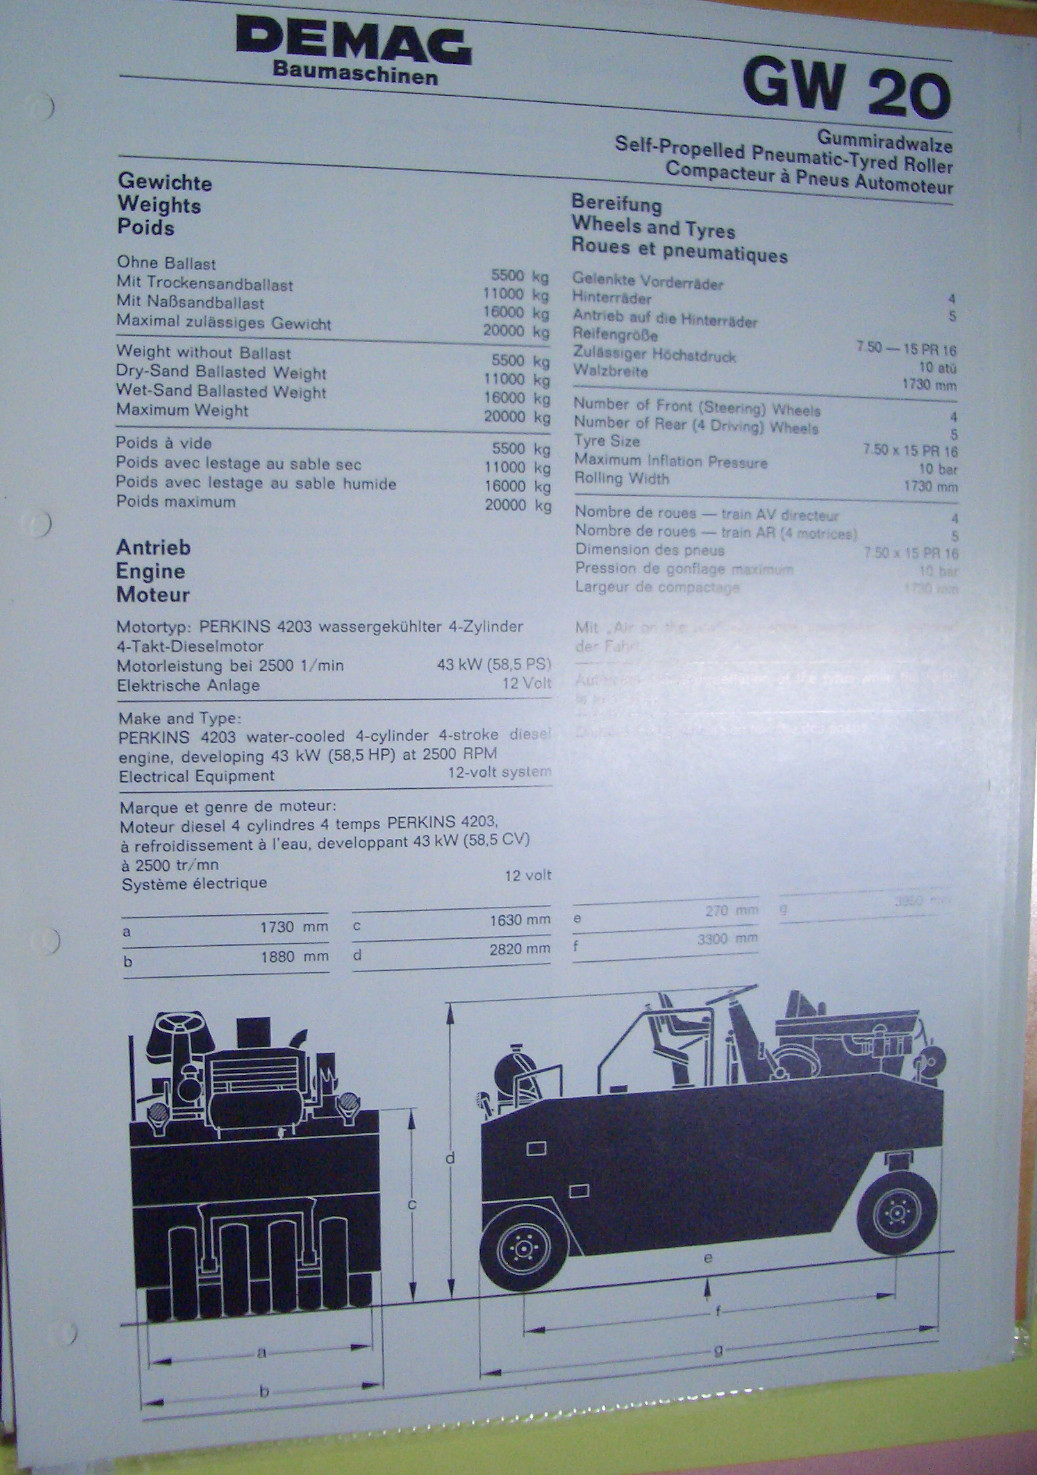 DEMAG
Baumaschinen
GW 20
Gummiradwalze
Self-Propelled Pneumatic-Tyred Roller
Compacteur à Pneus Automoteur
Gewichte
Weights
Poids
Ohne Ballast 5500 kg
Mit Trockensandballast 11000 kg
Mit Naßsandballast 16000 kg
Maximal zulässiges Gewicht 20000 kg
Weight without Ballast 5500 kg
Dry-Sand Ballasted Weight 11000 kg
Wet-Sand Ballasted Weight 16000 kg
Maximum Weight 20000 kg
Poids à vide 5500 kg
Poids avec lestage au sable sec 11000 kg
Poids avec lestage au sable humide 16000 kg
Poids maximum 20000 kg
Antrieb
Engine
Moteur
Motortyp: PERKINS 4203 wassergekühlter 4-Zylinder
4-Takt-Dieselmotor
Motorleistung bei 2500 1/min 43 kW (58,5 PS)
Elektrische Anlage 12 Volt
Make and Type:
PERKINS 4203 water-cooled 4-cylinder 4-stroke diesel
engine, developing 43 kW (58,5 HP) at 2500 RPM
Electrical Equipment 12-volt system
Marque et genre de moteur:
Moteur diesel 4 cylindres 4 temps PERKINS 4203,
à refroidissement à l'eau, developpant 43 kW (58,5 CV)
à 2500 tr/mn
Système électrique 12 volt
Bereifung
Wheels and Tyres
Roues et pneumatiques
Gelenkte Vorderräder 4
Hinterräder 5
Antrieb auf die Hinterräder
Reifengröße 7.50 — 15 PR 16
Zulässiger Höchstdruck 10 atü
Walzbreite 1730 mm
Number of Front (Steering) Wheels 4
Number of Rear (4 Driving) Wheels 5
Tyre Size 7.50 x 15 PR 16
Maximum Inflation Pressure 10 bar
Rolling Width 1730 mm
Nombre de roues — train AV directeur 4
Nombre de roues — train AR (4 motrices) 5
Dimension des pneus 7.50 x 15 PR 16
Pression de gonflage maximum 10 bar
Largeur de compactage 1730 mm
Mit „Air on the
der Fahrt
a 1730 mm c 1630 mm e 270 mm g
b 1880 mm d 2820 mm f 3300 mm
c
d
e
f
g
a
b